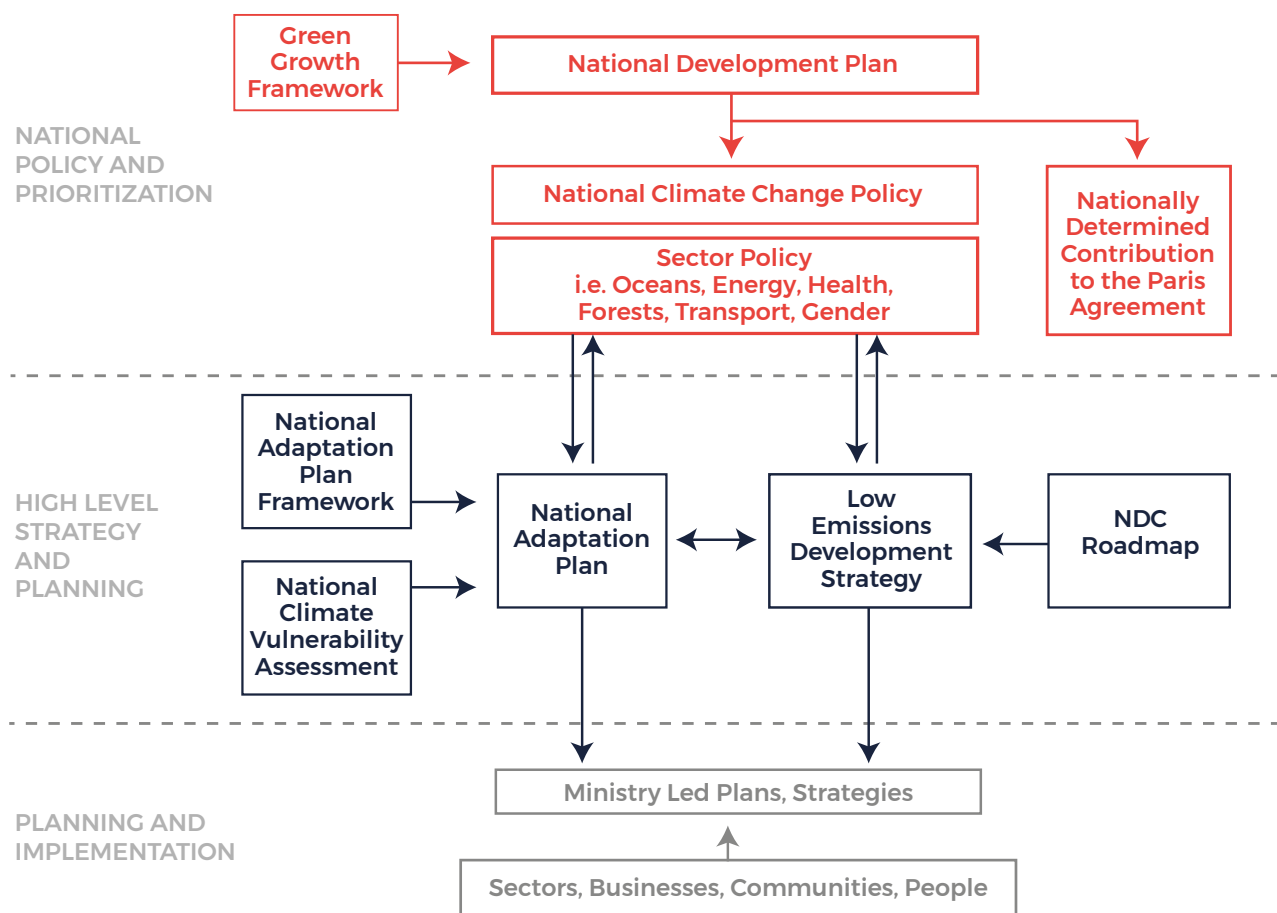 Green
Growth
Framework
National Development Plan
NATIONAL
POLICY AND
PRIORITIZATION
National Climate Change Policy
Nationally
Determined
Contribution
to the Paris
Agreement
Sector Policy
i.e. Oceans, Energy, Health,
Forests, Transport, Gender
HIGH LEVEL
STRATEGY
AND
PLANNING
National
Adaptation
Plan
Framework
National
Climate
Vulnerability
Assessment
National
Adaptation
Plan
Low
Emissions
Development
Strategy
NDC
Roadmap
PLANNING AND
IMPLEMENTATION
Ministry Led Plans, Strategies
Sectors, Businesses, Communities, People